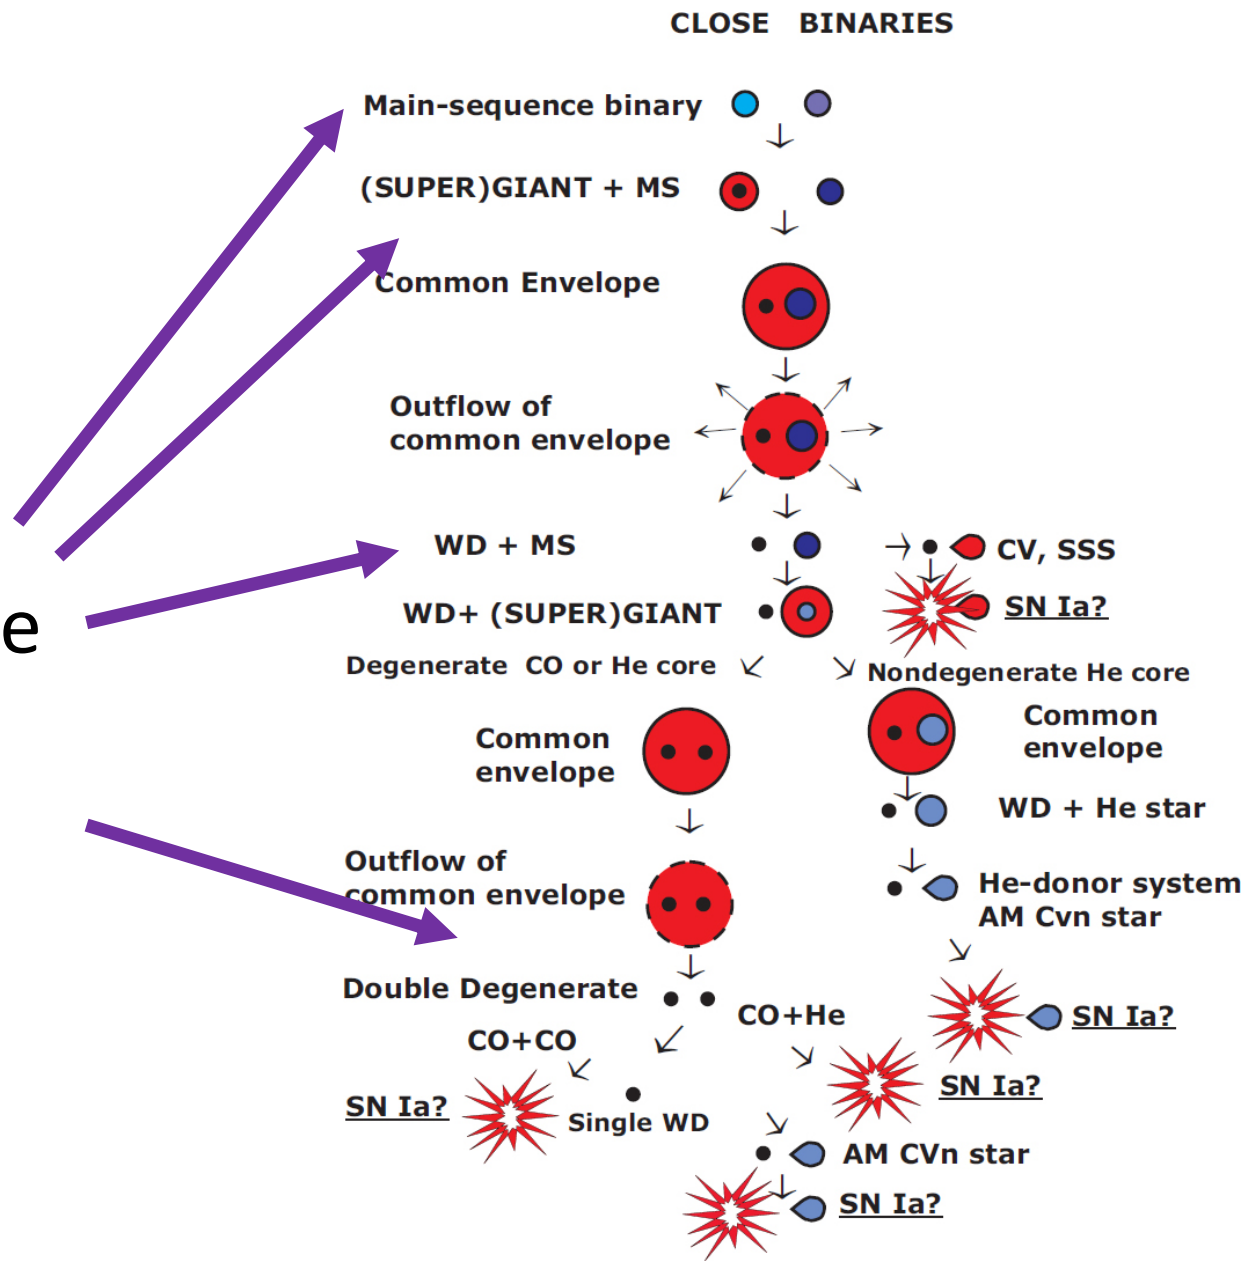 CLOSE BINARIES
Main-sequence binary
(SUPER)GIANT + MS
Common Envelope
Outflow of
common envelope
WD + MS
CV, SSS
SN Ia?
WD+ (SUPER)GIANT
e
Degenerate CO or He core
Nondegenerate He core
Common
envelope
Common
envelope
WD + He star
Outflow of
common envelope
He-donor system
AM Cvn star
Double Degenerate
CO+He
SN Ia?
CO+CO
SN Ia?
SN Ia?
Single WD
AM CVn star
SN Ia?